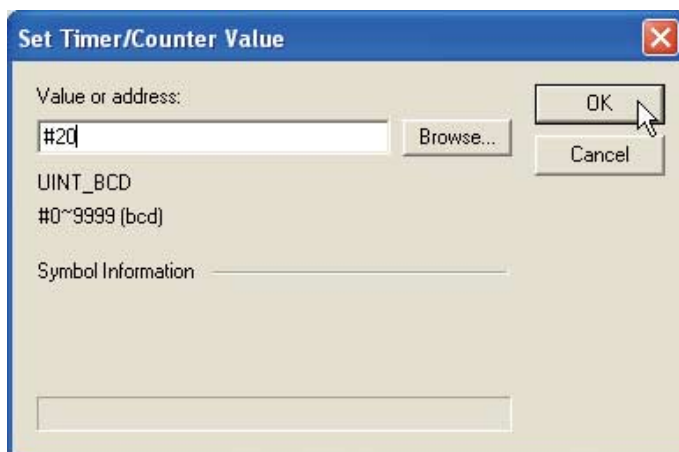 Set Timer/Counter Value
Value or address:
#20
Browse...
OK
Cancel
UINT_BCD
#0~9999 (bcd)
Symbol Information